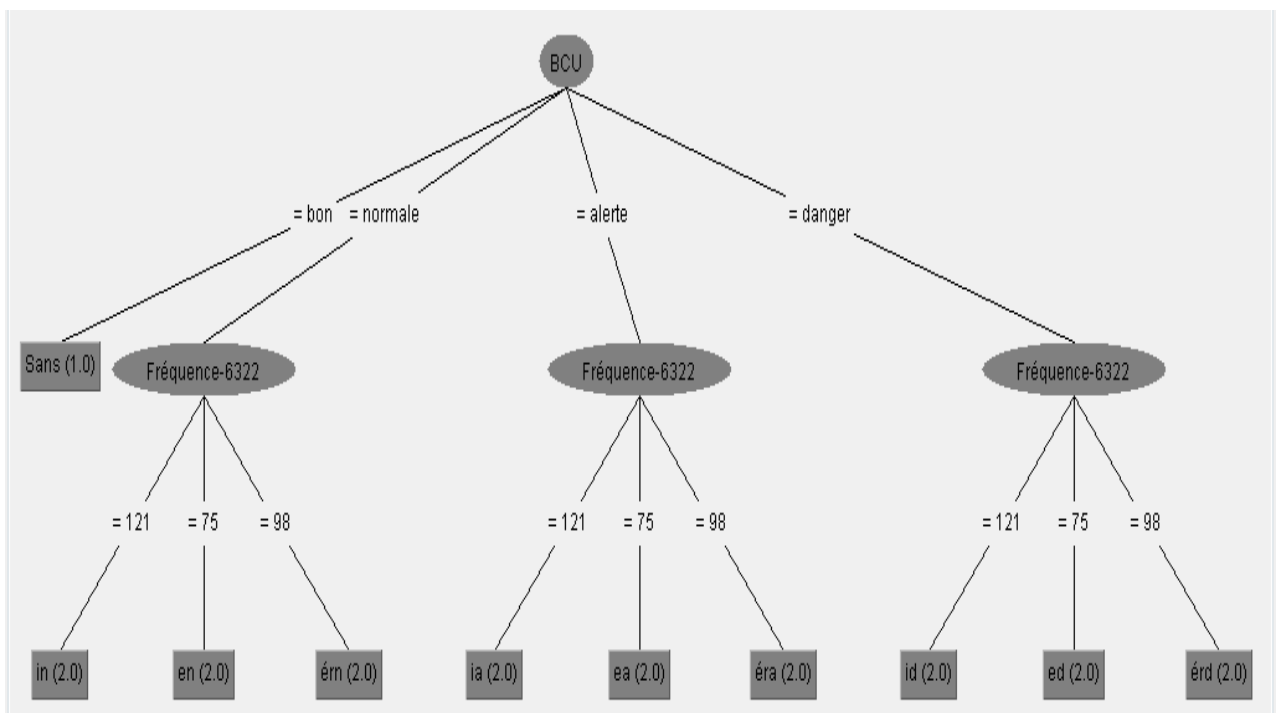 BCU
= bon
= normale
= alerte
= danger
Sans (1.0)
Fréquence-6322
Fréquence-6322
Fréquence-6322
= 121
= 75
= 98
= 121
= 75
= 98
= 121
= 75
= 98
in (2.0)
en (2.0)
érn (2.0)
ia (2.0)
ea (2.0)
éra (2.0)
id (2.0)
ed (2.0)
érd (2.0)